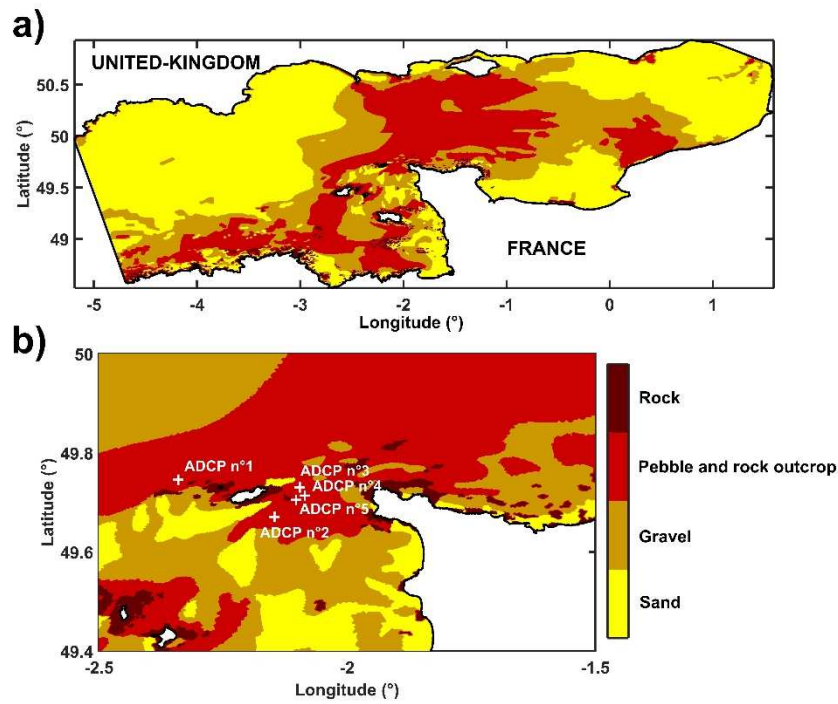 a)
UNITED-KINGDOM
FRANCE
Latitude (°)
50.5
50
49.5
49
-5
-4
-3
-2
-1
0
1
Longitude (°)
b)
Latitude (°)
50
49.8
49.6
49.4
ADCP n°1
ADCP n°3
ADCP n°4
ADCP n°5
ADCP n°2
-2.5
-2
-1.5
Longitude (°)
Rock
Pebble and rock outcrop
Gravel
Sand